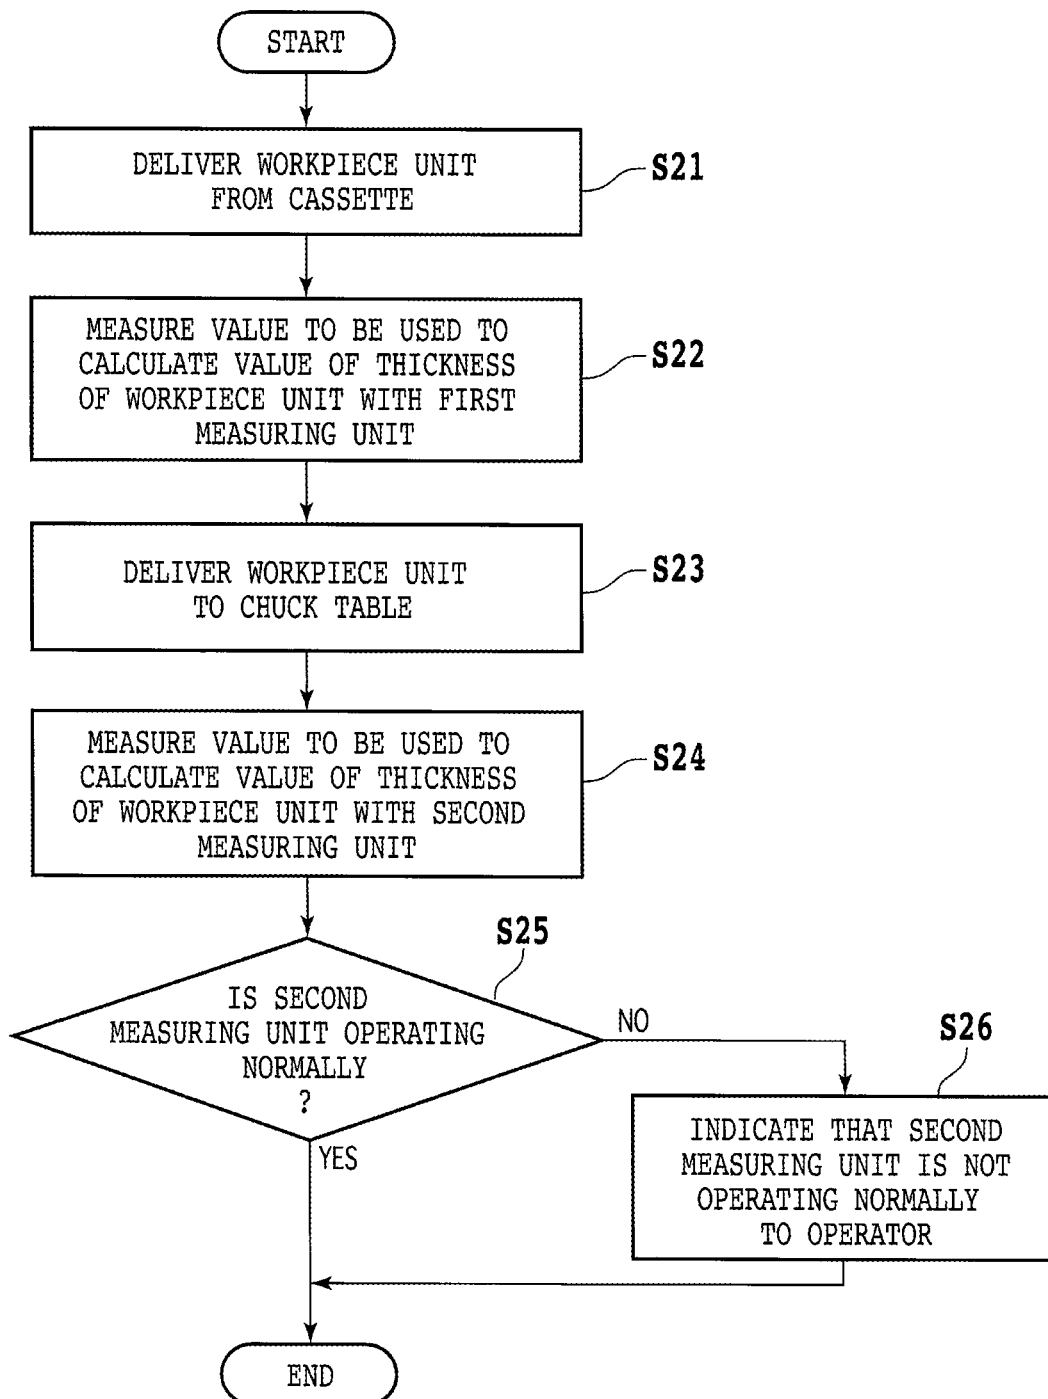 START
DELIVER WORKPIECE UNIT
FROM CASSETTE
S21
MEASURE VALUE TO BE USED TO
CALCULATE VALUE OF THICKNESS
OF WORKPIECE UNIT WITH FIRST
MEASURING UNIT
S22
DELIVER WORKPIECE UNIT
TO CHUCK TABLE
S23
MEASURE VALUE TO BE USED TO
CALCULATE VALUE OF THICKNESS
OF WORKPIECE UNIT WITH SECOND
MEASURING UNIT
S24
S25
IS SECOND
MEASURING UNIT OPERATING
NORMALLY
?
NO
YES
S26
INDICATE THAT SECOND
MEASURING UNIT IS NOT
OPERATING NORMALLY
TO OPERATOR
END